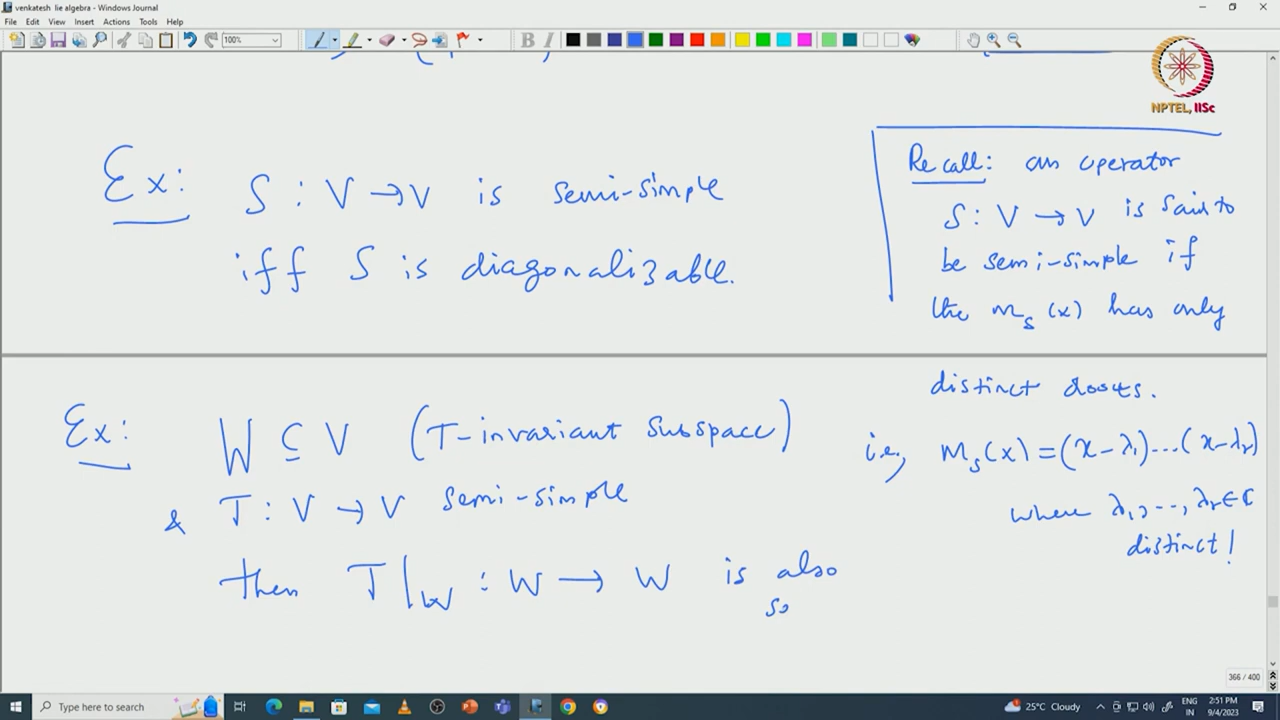 venkatesh lie algebra - Windows Journal
File Edit View Insert Actions Tools Help
100%
B I
NPTEL, IISc
Ex: S : V → V is semi-simple
iff S is diagonalizable.
Recall: an operator
S : V → V is said to
be semi-simple if
the m_s(x) has only
distinct roots.
i.e, m_s(x) = (x-λ₁)...(x-λ_r)
where λ₁, ..., λ_r ∈ ℂ
distinct!
Ex: W ⊆ V (T-invariant subspace)
& T : V → V semi-simple
then T|_W : W → W is also
so
366 / 400
Type here to search
25°C Cloudy
ENG
IN
2:51 PM
9/4/2023